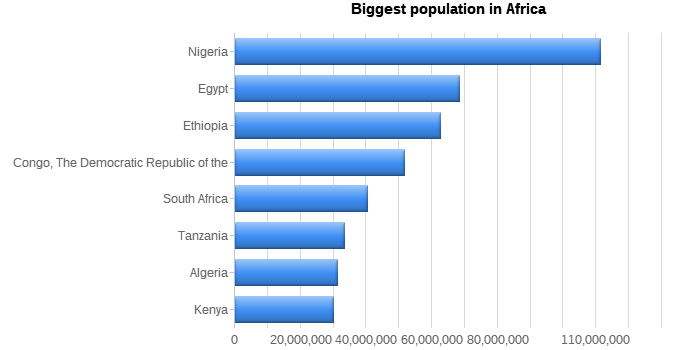 Biggest population in Africa
Nigeria
Egypt
Ethiopia
Congo, The Democratic Republic of the
South Africa
Tanzania
Algeria
Kenya
0 20,000,000 40,000,000 60,000,000 80,000,000 110,000,000